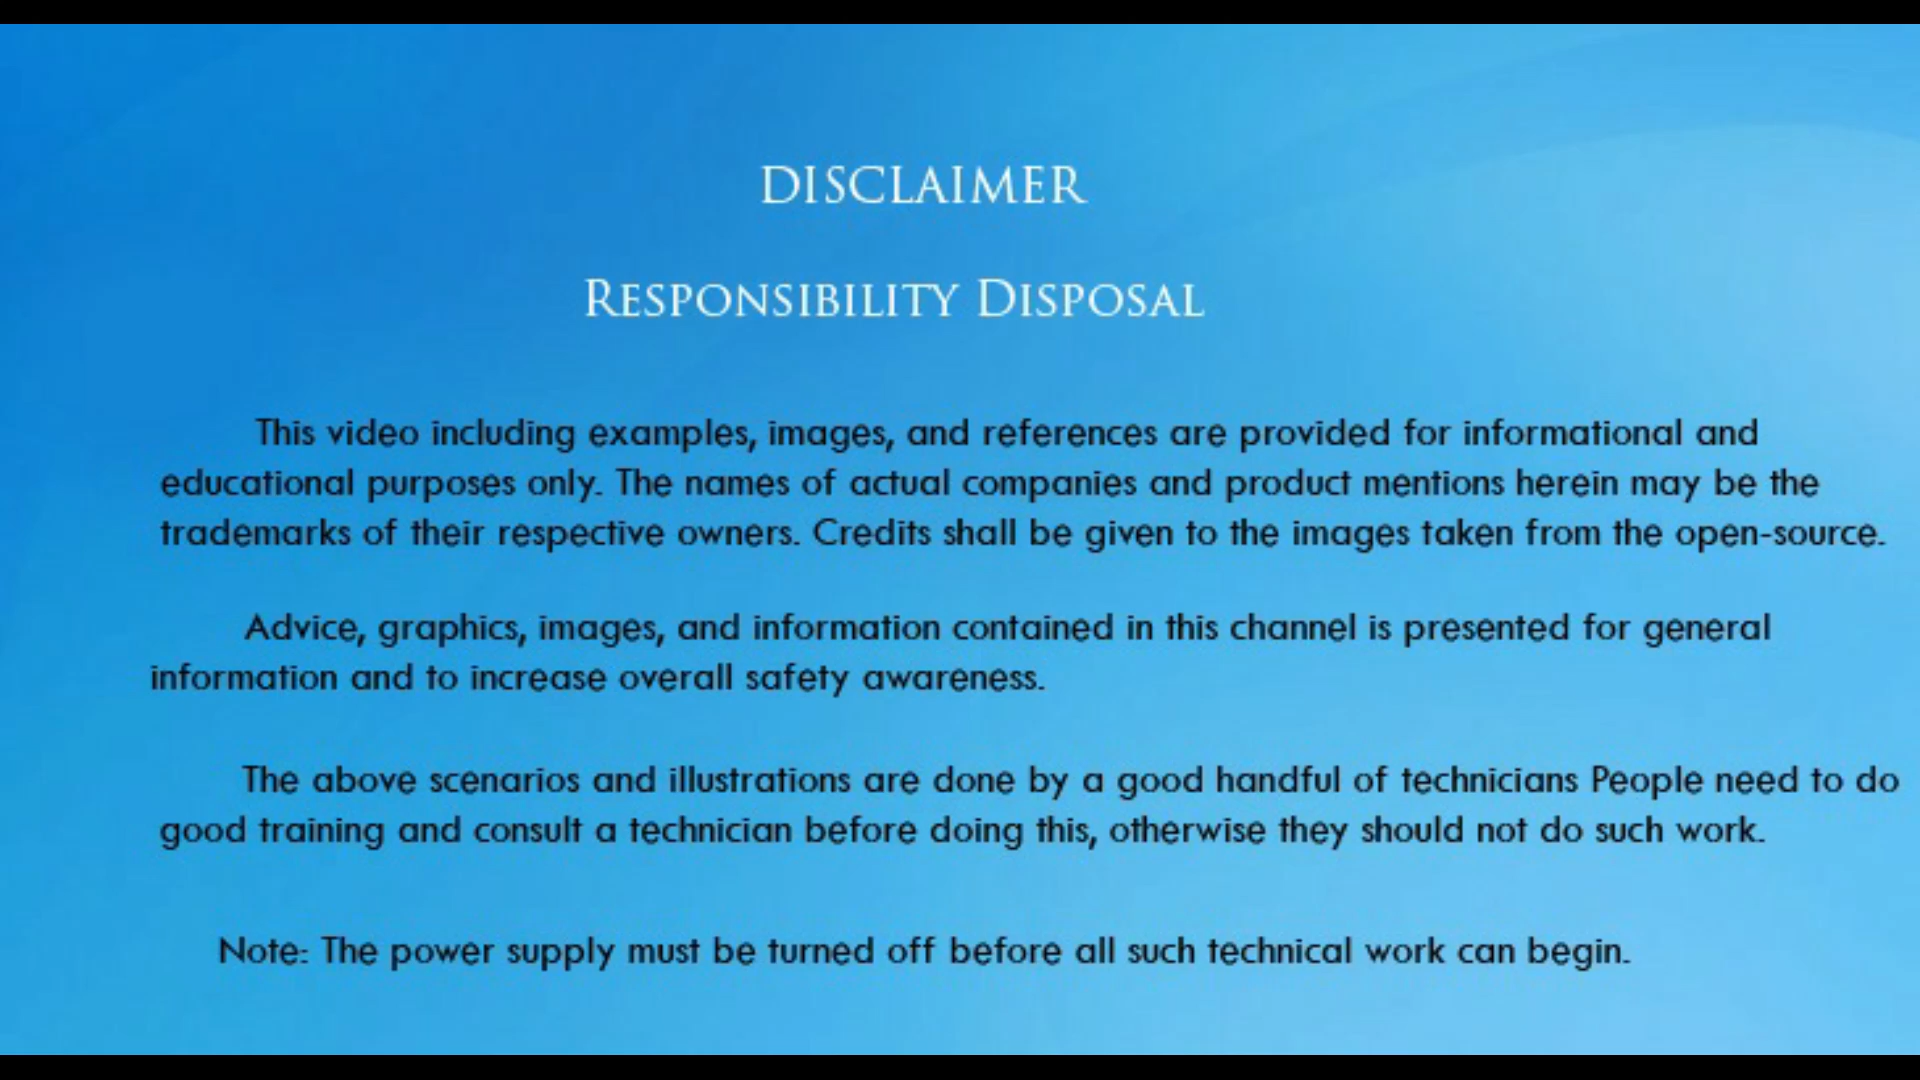 DISCLAIMER
RESPONSIBILITY DISPOSAL
This video including examples, images, and references are provided for informational and
educational purposes only. The names of actual companies and product mentions herein may be the
trademarks of their respective owners. Credits shall be given to the images taken from the open-source.
Advice, graphics, images, and information contained in this channel is presented for general
information and to increase overall safety awareness.
The above scenarios and illustrations are done by a good handful of technicians People need to do
good training and consult a technician before doing this, otherwise they should not do such work.
Note: The power supply must be turned off before all such technical work can begin.